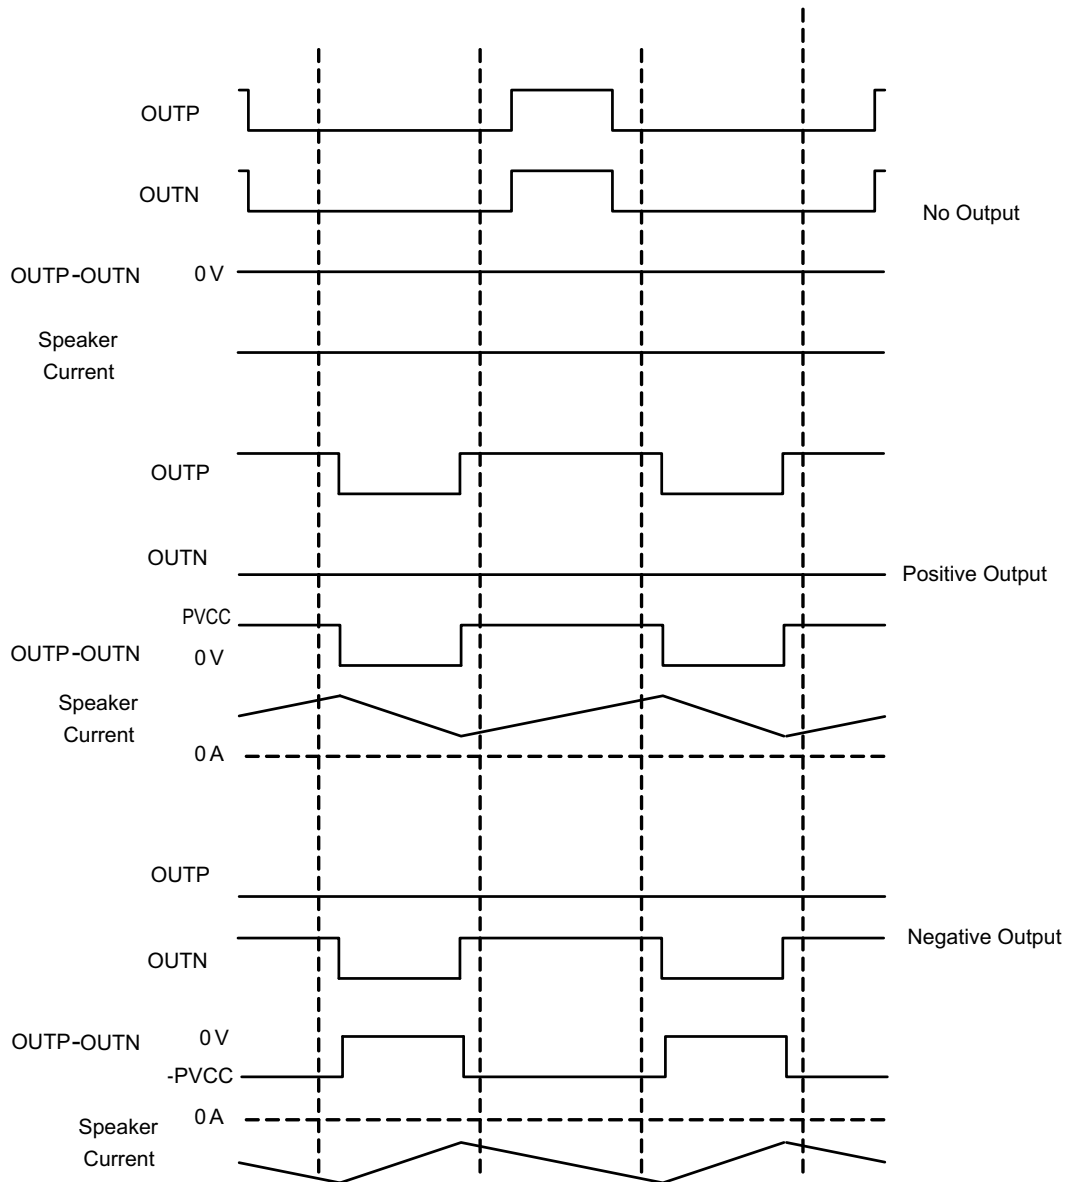 OUTP
OUTN
No Output
OUTP-OUTN 0 V
Speaker
Current
OUTP
OUTN
Positive Output
PVCC
OUTP-OUTN 0 V
Speaker
Current
0 A
OUTP
Negative Output
OUTN
OUTP-OUTN 0 V
-PVCC
0 A
Speaker
Current